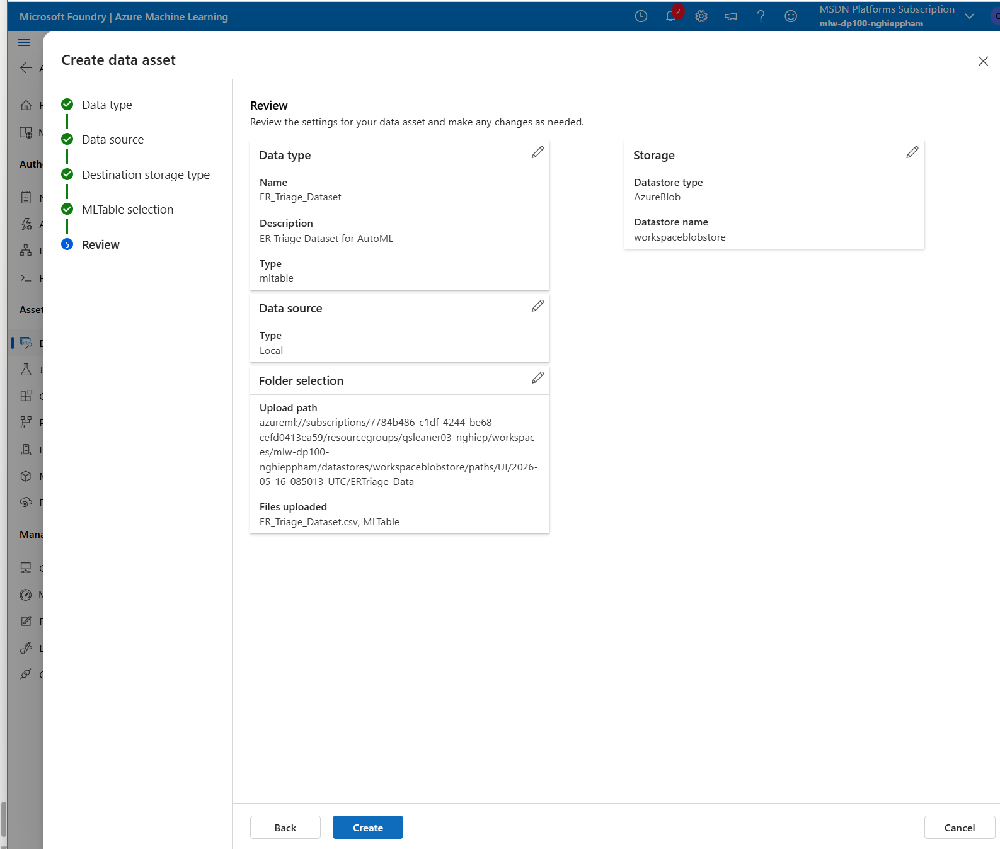 Microsoft Foundry | Azure Machine Learning
2
MSDN Platforms Subscription
mlw-dp100-nghieppham
Create data asset
Data type
Data source
Destination storage type
MLTable selection
5
Review
Review
Review the settings for your data asset and make any changes as needed.
Data type
Name
ER_Triage_Dataset
Description
ER Triage Dataset for AutoML
Type
mltable
Data source
Type
Local
Folder selection
Upload path
azureml://subscriptions/7784b486-c1df-4244-be68-
cefd0413ea59/resourcegroups/qsleaner03_nghiep/workspac
es/mlw-dp100-
nghieppham/datastores/workspaceblobstore/paths/UI/2026-
05-16_085013_UTC/ERTriage-Data
Files uploaded
ER_Triage_Dataset.csv, MLTable
Storage
Datastore type
AzureBlob
Datastore name
workspaceblobstore
Back
Create
Cancel